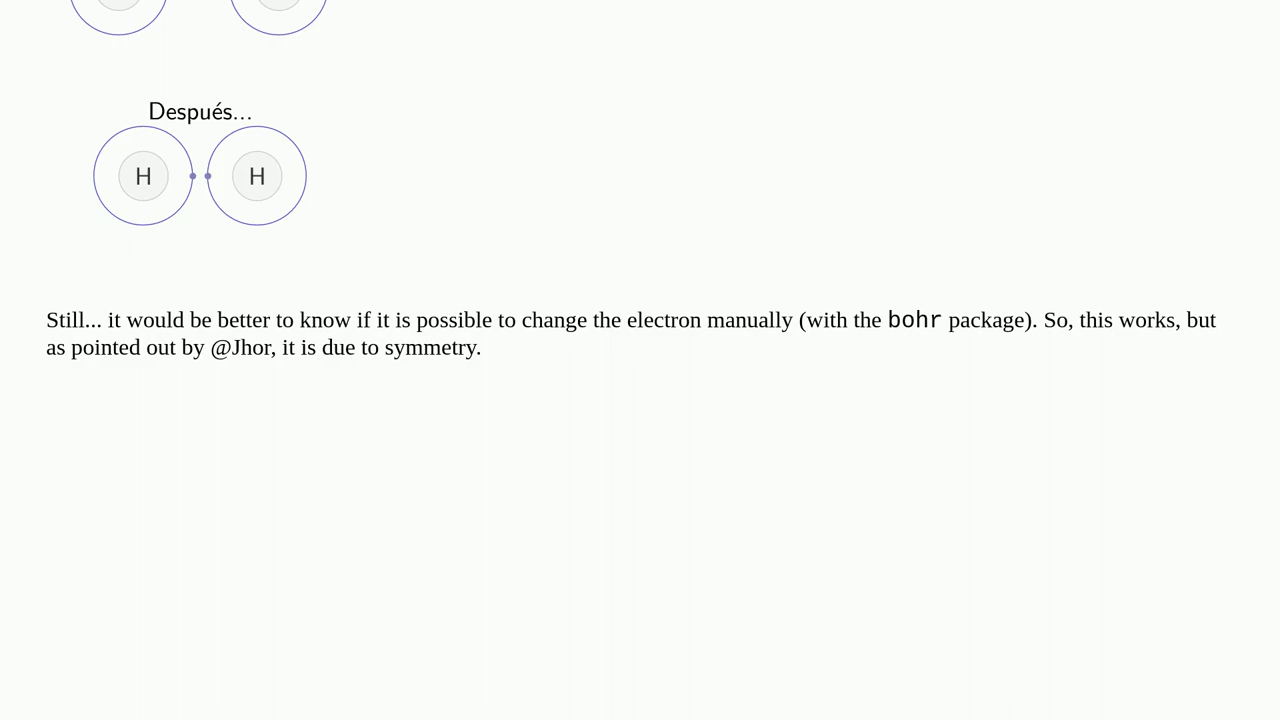 Después...
H H
Still... it would be better to know if it is possible to change the electron manually (with the bohr package). So, this works, but
as pointed out by @Jhor, it is due to symmetry.